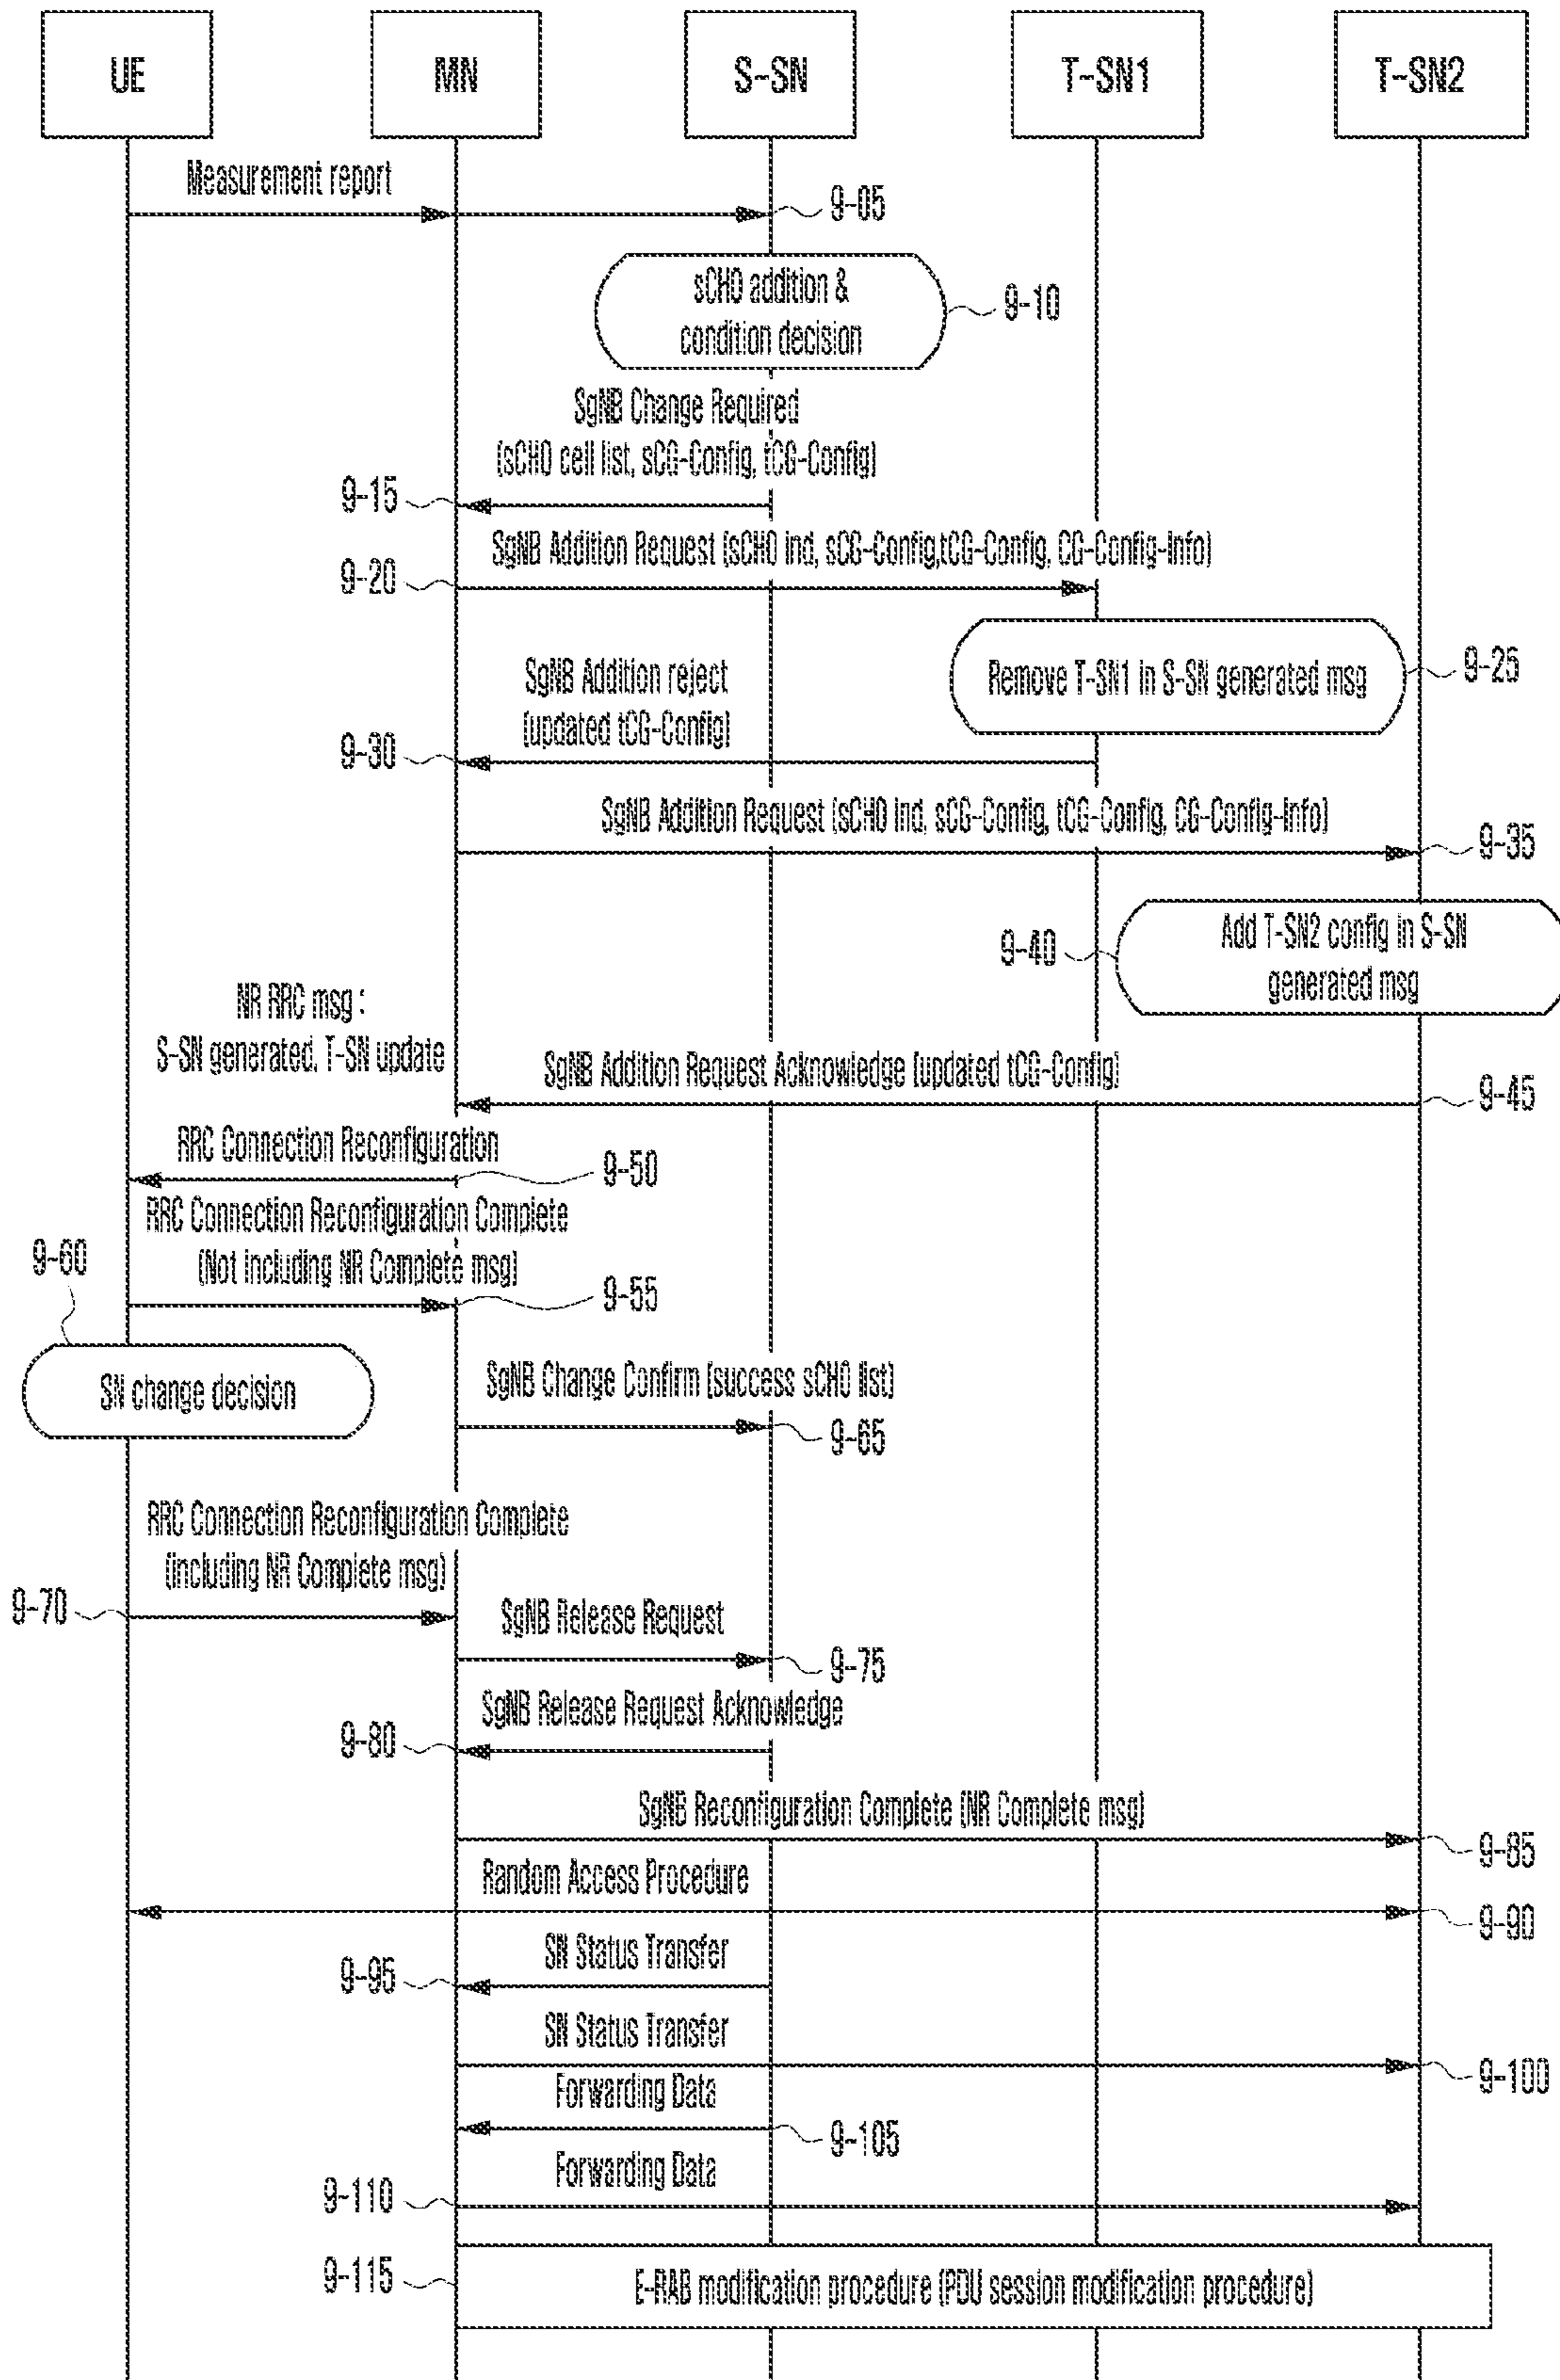 UE
MN
S-SN
T-SN1
T-SN2
Measurement report
9-05
sCHO addition &
condition decision
9-10
SgNB Change Required
(sCHO cell list, sCG-Config, tCG-Config)
9-15
SgNB Addition Request (sCHO ind, sCG-Config,tCG-Config, CG-Config-Info)
9-20
Remove T-SN1 in S-SN generated msg
9-25
SgNB Addition reject
(updated tCG-Config)
9-30
SgNB Addition Request (sCHO ind, sCG-Config, tCG-Config, CG-Config-Info)
9-35
Add T-SN2 config in S-SN
generated msg
9-40
NR RRC msg :
S-SN generated, T-SN update
SgNB Addition Request Acknowledge (updated tCG-Config)
9-45
RRC Connection Reconfiguration
9-50
RRC Connection Reconfiguration Complete
(Not including NR Complete msg)
9-55
9-60
SN change decision
SgNB Change Confirm (success sCHO list)
9-65
RRC Connection Reconfiguration Complete
(including NR Complete msg)
9-70
SgNB Release Request
9-75
SgNB Release Request Acknowledge
9-80
SgNB Reconfiguration Complete (NR Complete msg)
9-85
Random Access Procedure
9-90
SN Status Transfer
9-95
SN Status Transfer
9-100
Forwarding Data
9-105
Forwarding Data
9-110
9-115
E-RAB modification procedure (PDU session modification procedure)